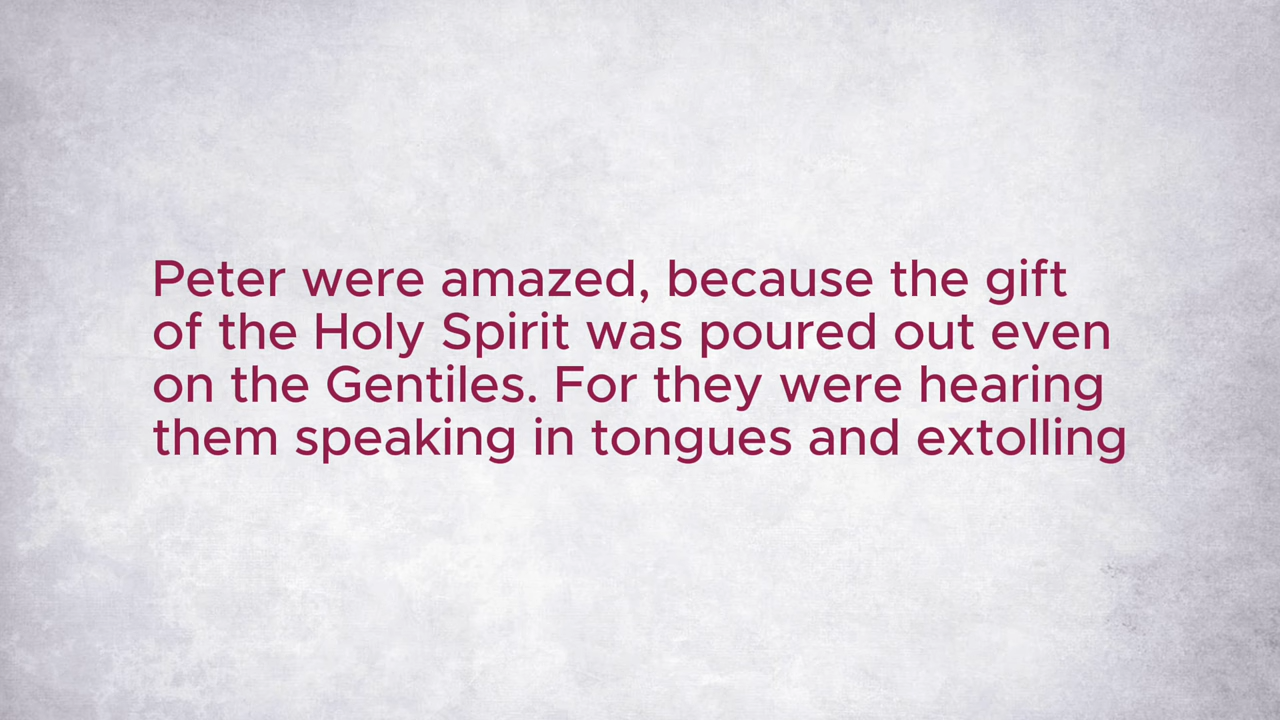 Peter were amazed, because the gift
of the Holy Spirit was poured out even
on the Gentiles. For they were hearing
them speaking in tongues and extolling